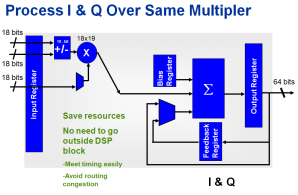 Process I & Q Over Same Multipler
18 bits
18 bits
18x19
+/-
X
18 bits
Input Register
Bias Register
Σ
Output Register
64 bits
Feedback Register
Save resources
No need to go
outside DSP
block
-Meet timing easily
-Avoid routing
congestion
I & Q